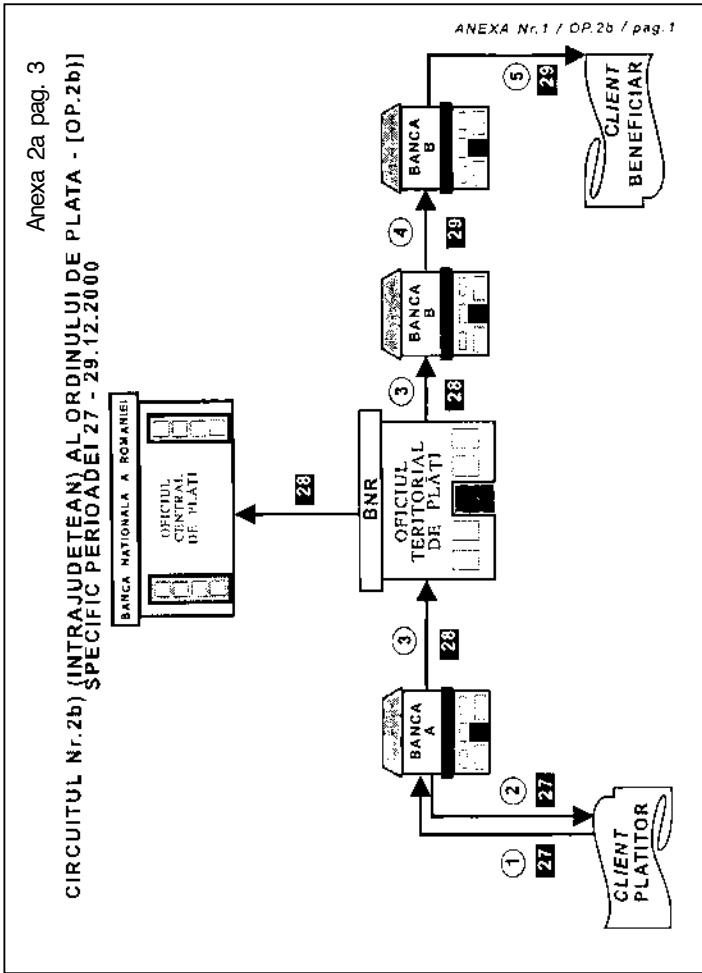 Anexa 2a pag. 3
ANEXA Nr.1 / OP.2b / pag.1
CIRCUITUL Nr.2b) (INTRAJUDETEAN) AL ORDINULUI DE PLATA - [OP.2b)]
SPECIFIC PERIOADEI 27 - 29.12.2000
BANCA NATIONALA A ROMANIEI
OFICIUL
CENTRAL
DE PLĂȚI
28
BNR
OFICIUL
TERITORIAL
DE PLĂȚI
BANCA
A
3
28
3
28
BANCA
B
4
29
BANCA
B
1
27
2
27
5
29
CLIENT
PLATITOR
CLIENT
BENEFICIAR